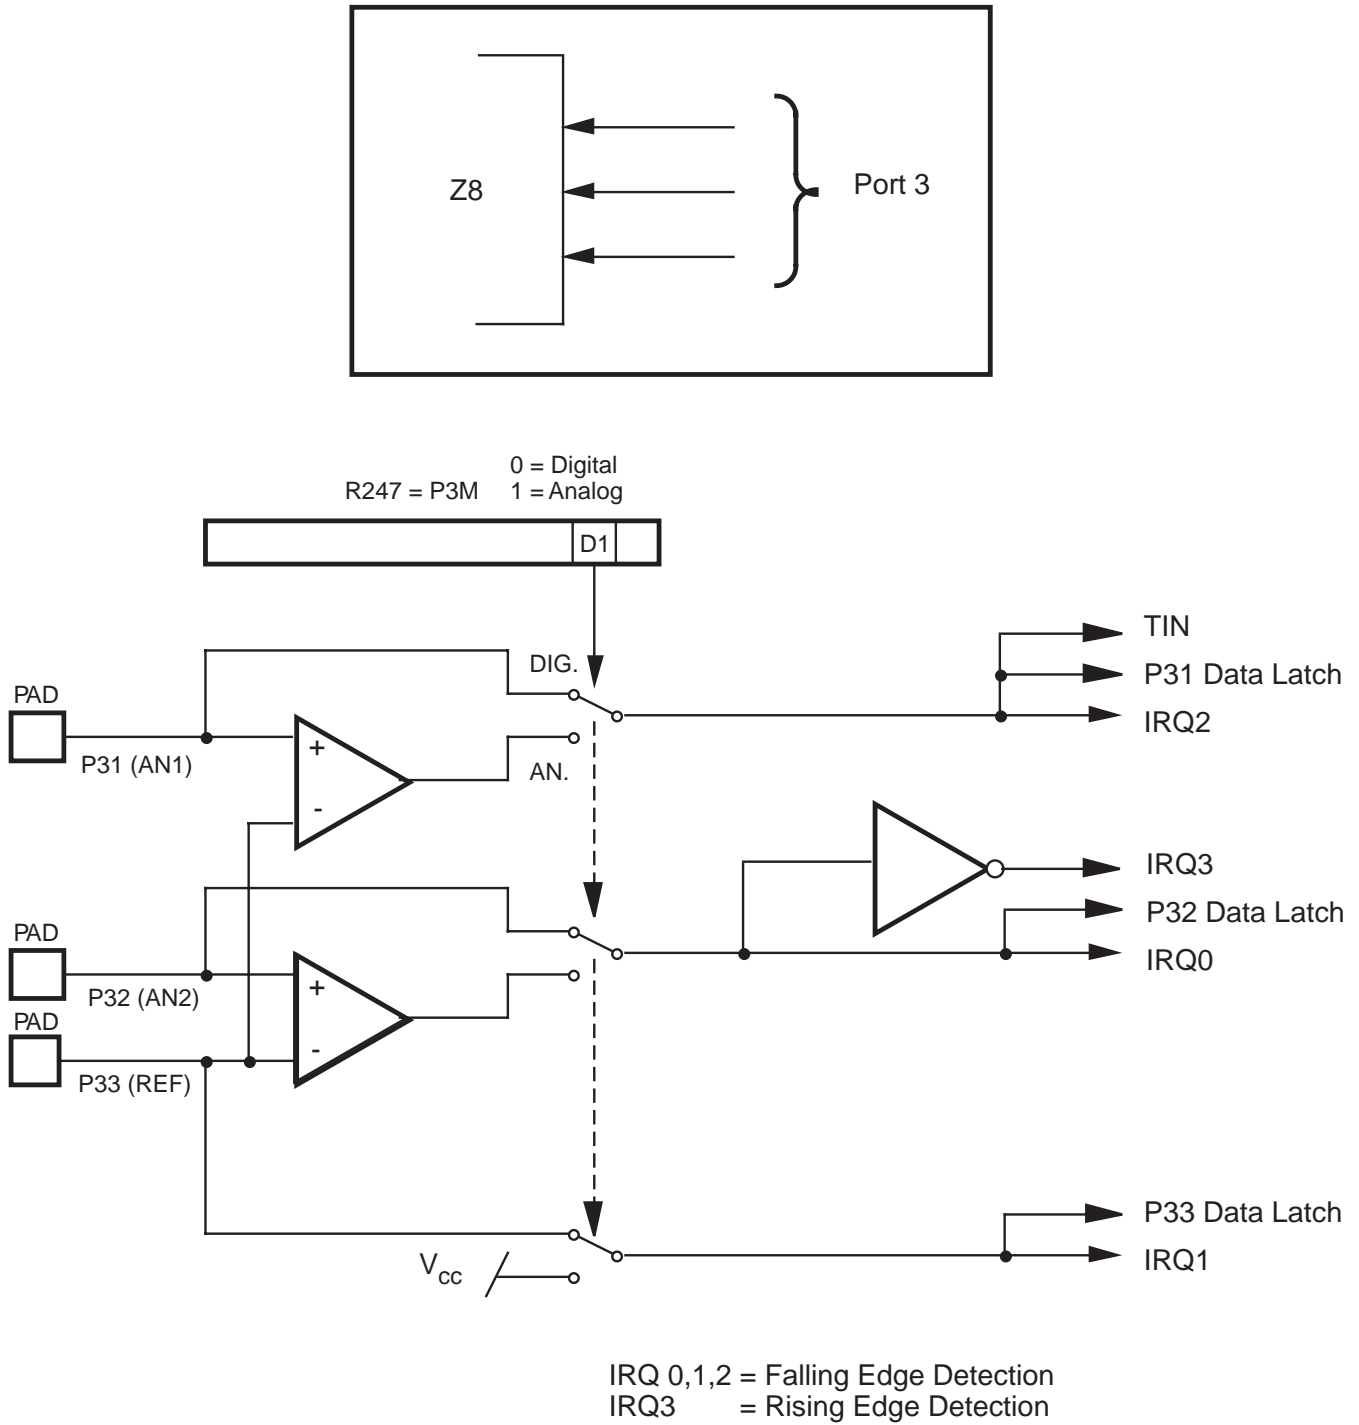 Z8
Port 3
0 = Digital
R247 = P3M 1 = Analog
D1
TIN
DIG.
P31 Data Latch
PAD
IRQ2
+
P31 (AN1)
AN.
-
IRQ3
P32 Data Latch
PAD
IRQ0
+
P32 (AN2)
PAD
-
P33 (REF)
P33 Data Latch
VCC
IRQ1
IRQ 0,1,2 = Falling Edge Detection
IRQ3 = Rising Edge Detection